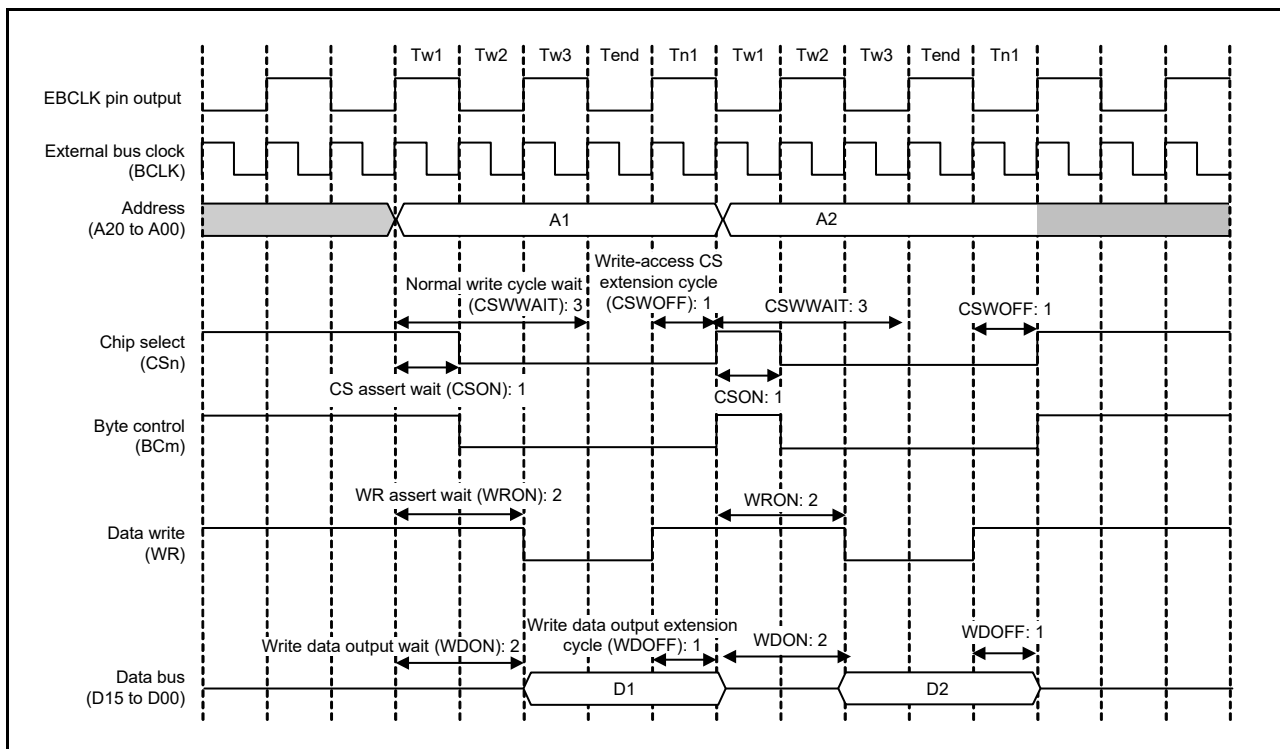 Tw1 Tw2 Tw3 Tend Tn1 Tw1 Tw2 Tw3 Tend Tn1
EBCLK pin output
External bus clock
(BCLK)
Address
(A20 to A00)
A1
A2
Write-access CS
extension cycle
(CSWOFF): 1
Normal write cycle wait
(CSWWAIT): 3
CSWWAIT: 3
CSWOFF: 1
Chip select
(CSn)
CS assert wait (CSON): 1
CSON: 1
Byte control
(BCm)
WR assert wait (WRON): 2
WRON: 2
Data write
(WR)
Write data output wait (WDON): 2
Write data output extension
cycle (WDOFF): 1
WDON: 2
WDOFF: 1
Data bus
(D15 to D00)
D1
D2